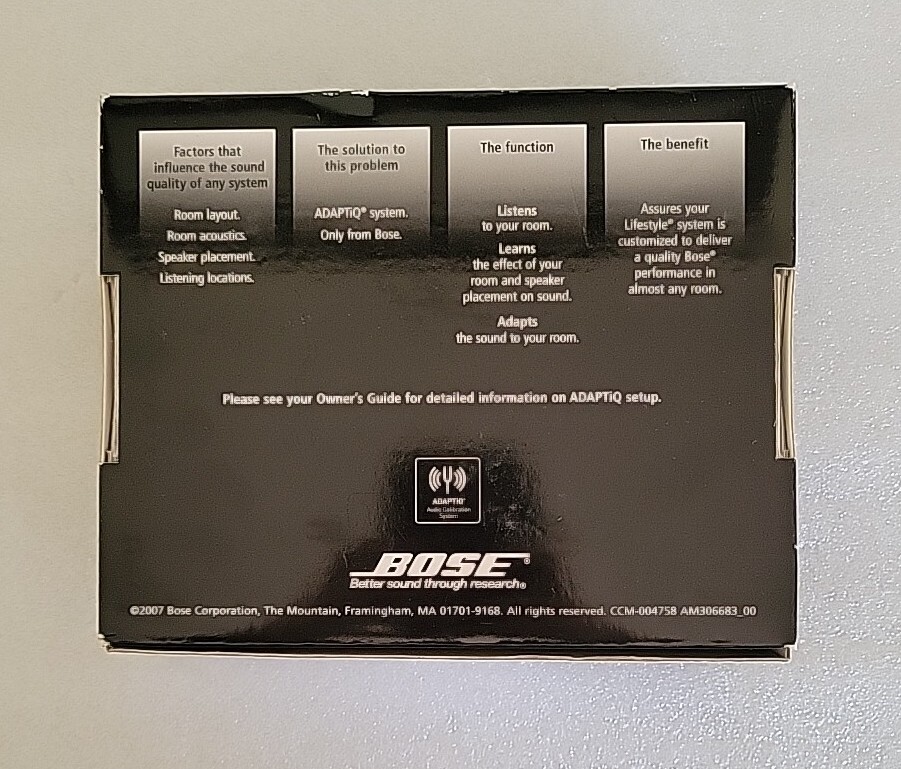 Factors that
influence the sound
quality of any system
Room layout.
Room acoustics.
Speaker placement.
Listening locations.
The solution to
this problem
ADAPTiQ® system.
Only from Bose.
The function
Listens
to your room.
Learns
the effect of your
room and speaker
placement on sound.
Adapts
the sound to your room.
The benefit
Assures your
Lifestyle® system is
customized to deliver
a quality Bose®
performance in
almost any room.
Please see your Owner's Guide for detailed information on ADAPTiQ setup.
ADAPTiQ®
Audio Calibration
System
BOSE®
Better sound through research®
©2007 Bose Corporation, The Mountain, Framingham, MA 01701-9168. All rights reserved. CCM-004758 AM306683_00